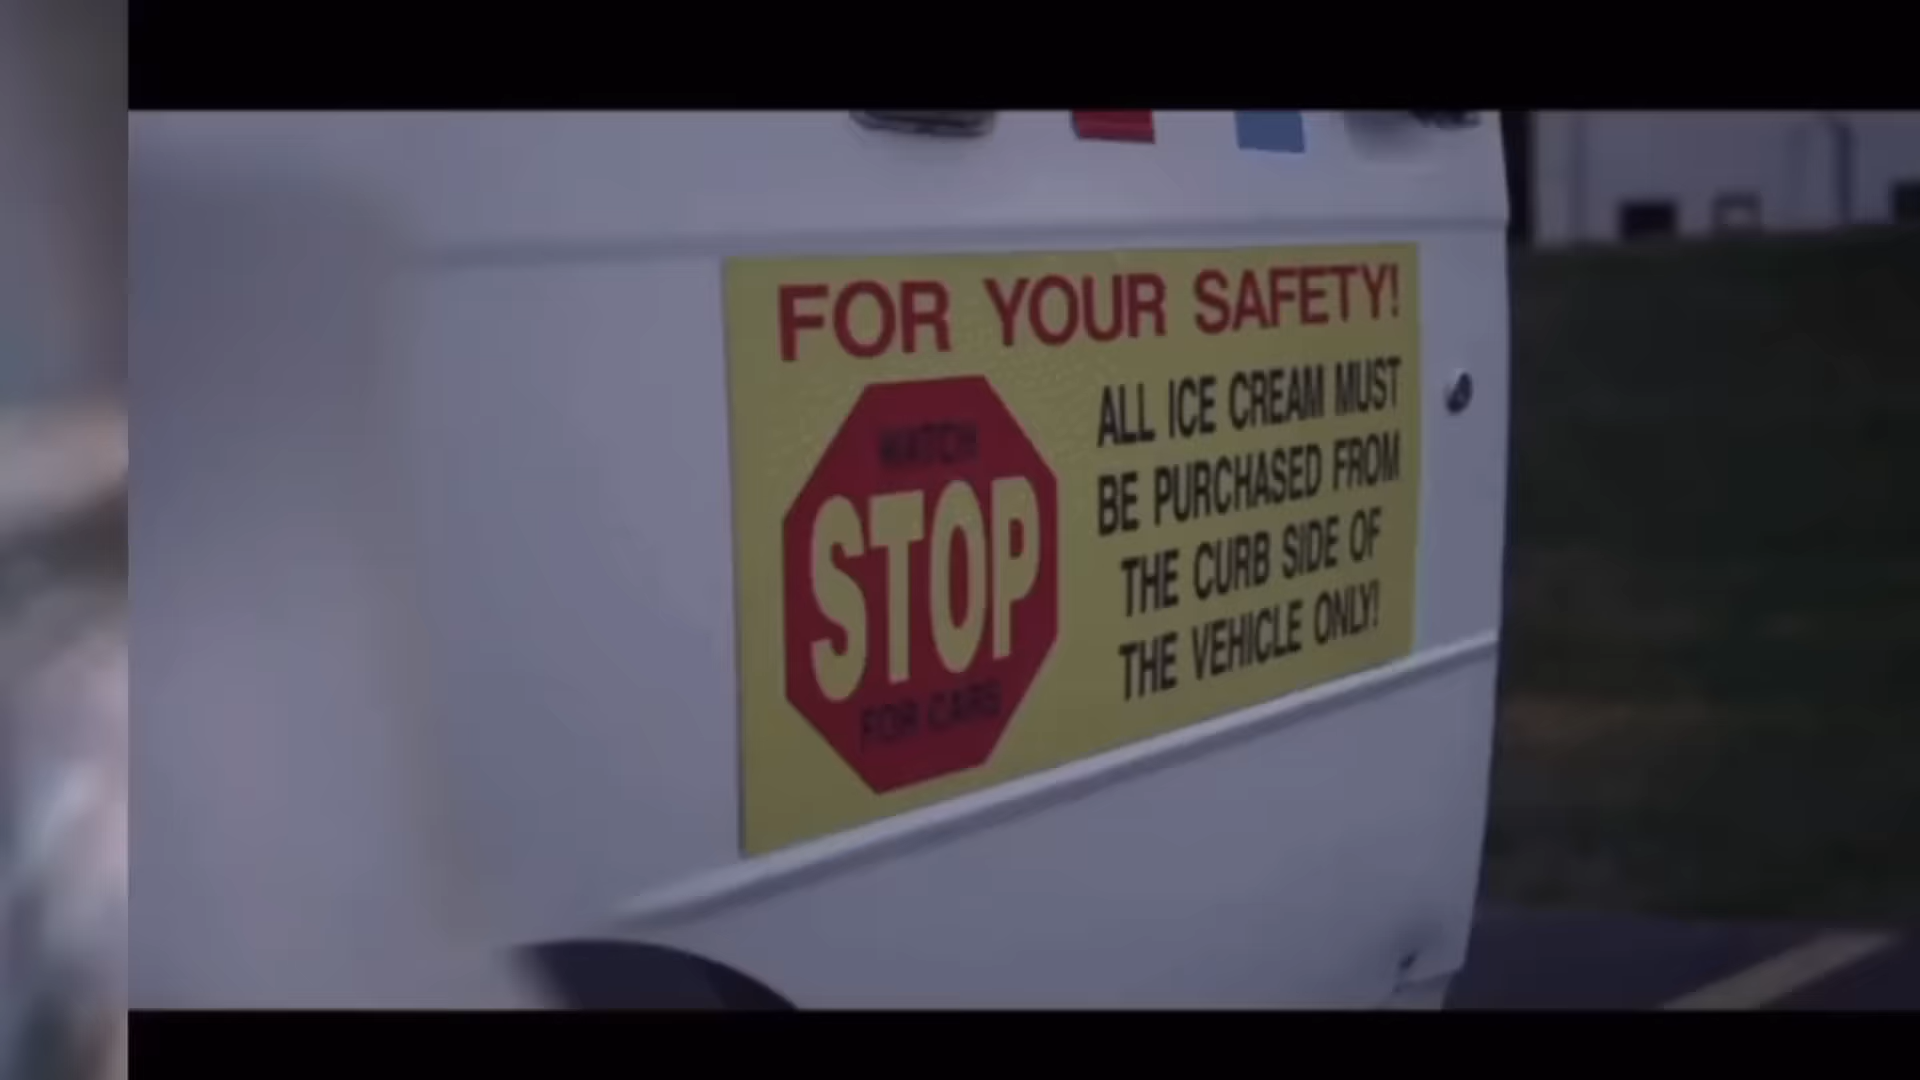 FOR YOUR SAFETY!
WATCH
STOP
FOR CARS
ALL ICE CREAM MUST
BE PURCHASED FROM
THE CURB SIDE OF
THE VEHICLE ONLY!